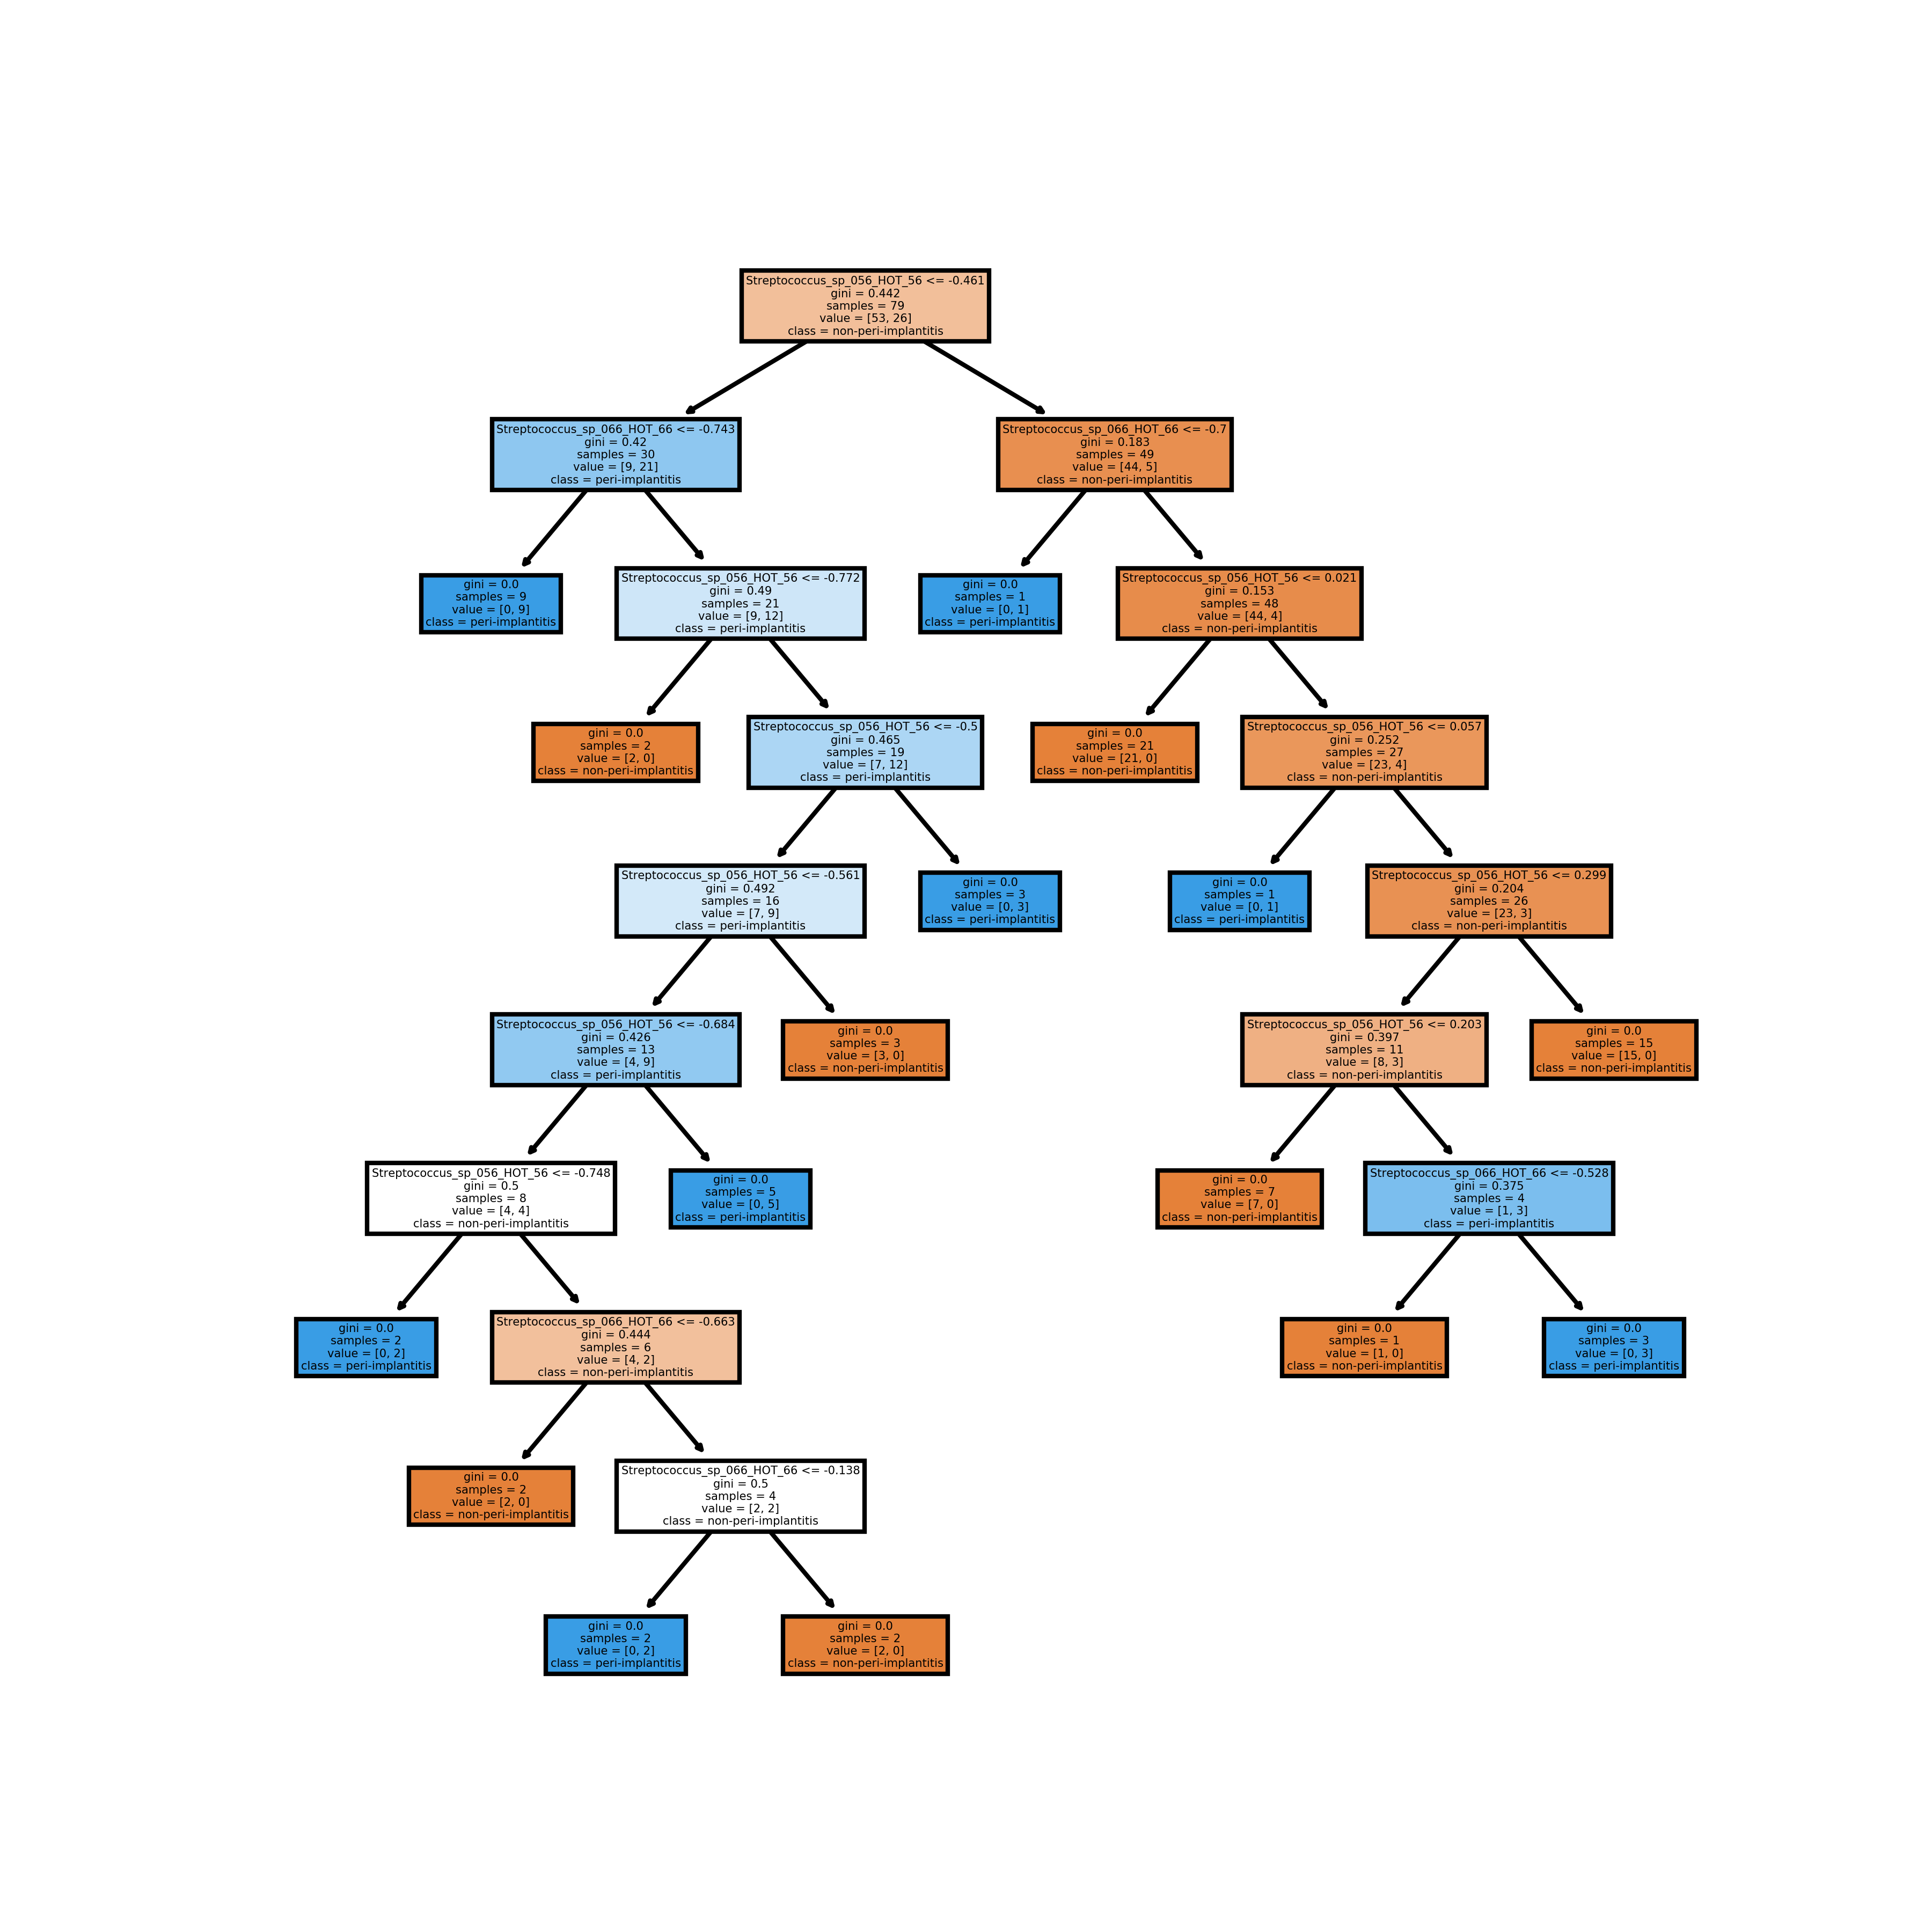 Streptococcus_sp_056_HOT_56 <= -0.461
gini = 0.442
samples = 79
value = [53, 26]
class = non-peri-implantitis
Streptococcus_sp_066_HOT_66 <= -0.743
gini = 0.42
samples = 30
value = [9, 21]
class = peri-implantitis
Streptococcus_sp_066_HOT_66 <= -0.7
gini = 0.183
samples = 49
value = [44, 5]
class = non-peri-implantitis
gini = 0.0
samples = 9
value = [0, 9]
class = peri-implantitis
Streptococcus_sp_056_HOT_56 <= -0.772
gini = 0.49
samples = 21
value = [9, 12]
class = peri-implantitis
gini = 0.0
samples = 1
value = [0, 1]
class = peri-implantitis
Streptococcus_sp_056_HOT_56 <= 0.021
gini = 0.153
samples = 48
value = [44, 4]
class = non-peri-implantitis
gini = 0.0
samples = 2
value = [2, 0]
class = non-peri-implantitis
Streptococcus_sp_056_HOT_56 <= -0.5
gini = 0.465
samples = 19
value = [7, 12]
class = peri-implantitis
gini = 0.0
samples = 21
value = [21, 0]
class = non-peri-implantitis
Streptococcus_sp_056_HOT_56 <= 0.057
gini = 0.252
samples = 27
value = [23, 4]
class = non-peri-implantitis
Streptococcus_sp_056_HOT_56 <= -0.561
gini = 0.492
samples = 16
value = [7, 9]
class = peri-implantitis
gini = 0.0
samples = 3
value = [0, 3]
class = peri-implantitis
gini = 0.0
samples = 1
value = [0, 1]
class = peri-implantitis
Streptococcus_sp_056_HOT_56 <= 0.299
gini = 0.204
samples = 26
value = [23, 3]
class = non-peri-implantitis
Streptococcus_sp_056_HOT_56 <= -0.684
gini = 0.426
samples = 13
value = [4, 9]
class = peri-implantitis
gini = 0.0
samples = 3
value = [3, 0]
class = non-peri-implantitis
Streptococcus_sp_056_HOT_56 <= 0.203
gini = 0.397
samples = 11
value = [8, 3]
class = non-peri-implantitis
gini = 0.0
samples = 15
value = [15, 0]
class = non-peri-implantitis
Streptococcus_sp_056_HOT_56 <= -0.748
gini = 0.5
samples = 8
value = [4, 4]
class = non-peri-implantitis
gini = 0.0
samples = 5
value = [0, 5]
class = peri-implantitis
gini = 0.0
samples = 7
value = [7, 0]
class = non-peri-implantitis
Streptococcus_sp_066_HOT_66 <= -0.528
gini = 0.375
samples = 4
value = [1, 3]
class = peri-implantitis
gini = 0.0
samples = 2
value = [0, 2]
class = peri-implantitis
Streptococcus_sp_066_HOT_66 <= -0.663
gini = 0.444
samples = 6
value = [4, 2]
class = non-peri-implantitis
gini = 0.0
samples = 1
value = [1, 0]
class = non-peri-implantitis
gini = 0.0
samples = 3
value = [0, 3]
class = peri-implantitis
gini = 0.0
samples = 2
value = [2, 0]
class = non-peri-implantitis
Streptococcus_sp_066_HOT_66 <= -0.138
gini = 0.5
samples = 4
value = [2, 2]
class = non-peri-implantitis
gini = 0.0
samples = 2
value = [0, 2]
class = peri-implantitis
gini = 0.0
samples = 2
value = [2, 0]
class = non-peri-implantitis